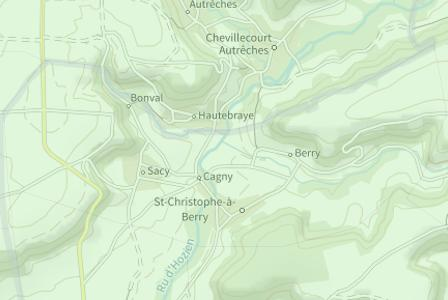 Autrêches
Chevillecourt
Autrêches
Bonval
Hautebraye
Berry
Sacy
Cagny
St-Christophe-à-
Berry
Ru d'Hozien